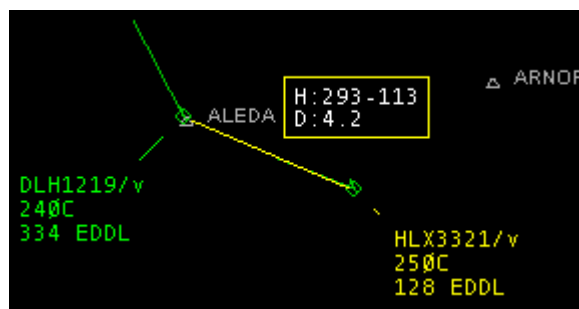 ARNOF
ALEDA
H:293-113
D:4.2
DLH1219/v
240C
334 EDDL
HLX3321/v
250C
128 EDDL